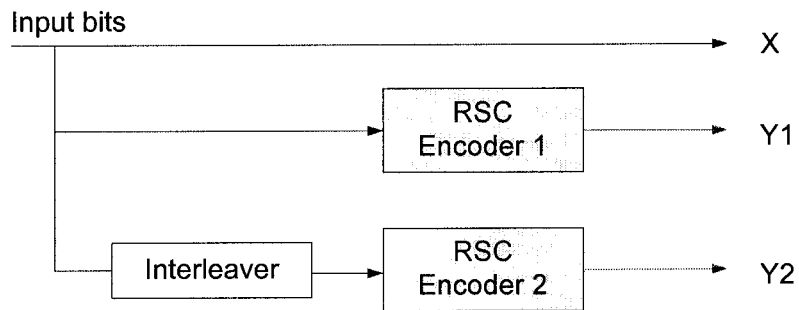 Input bits
X
RSC
Encoder 1
Y1
Interleaver
RSC
Encoder 2
Y2